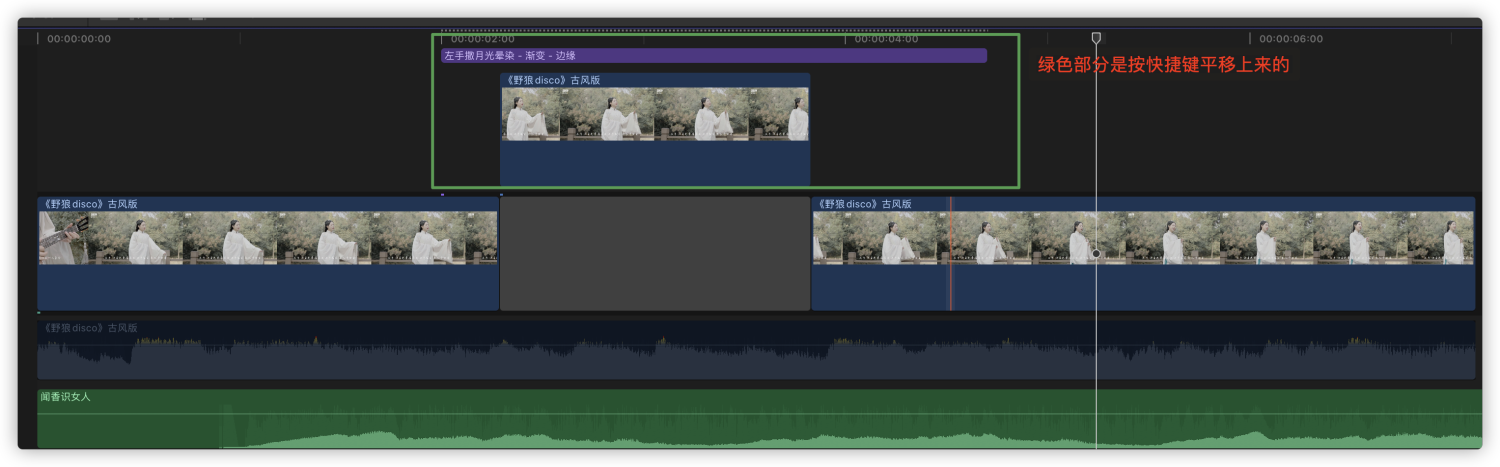 00:00:00:00
00:00:02:00
00:00:04:00
00:00:06:00
左手撒月光晕染 - 渐变 - 边缘
绿色部分是按快捷键平移上来的
《野狼disco》古风版
《野狼disco》古风版
《野狼disco》古风版
《野狼disco》古风版
闻香识女人